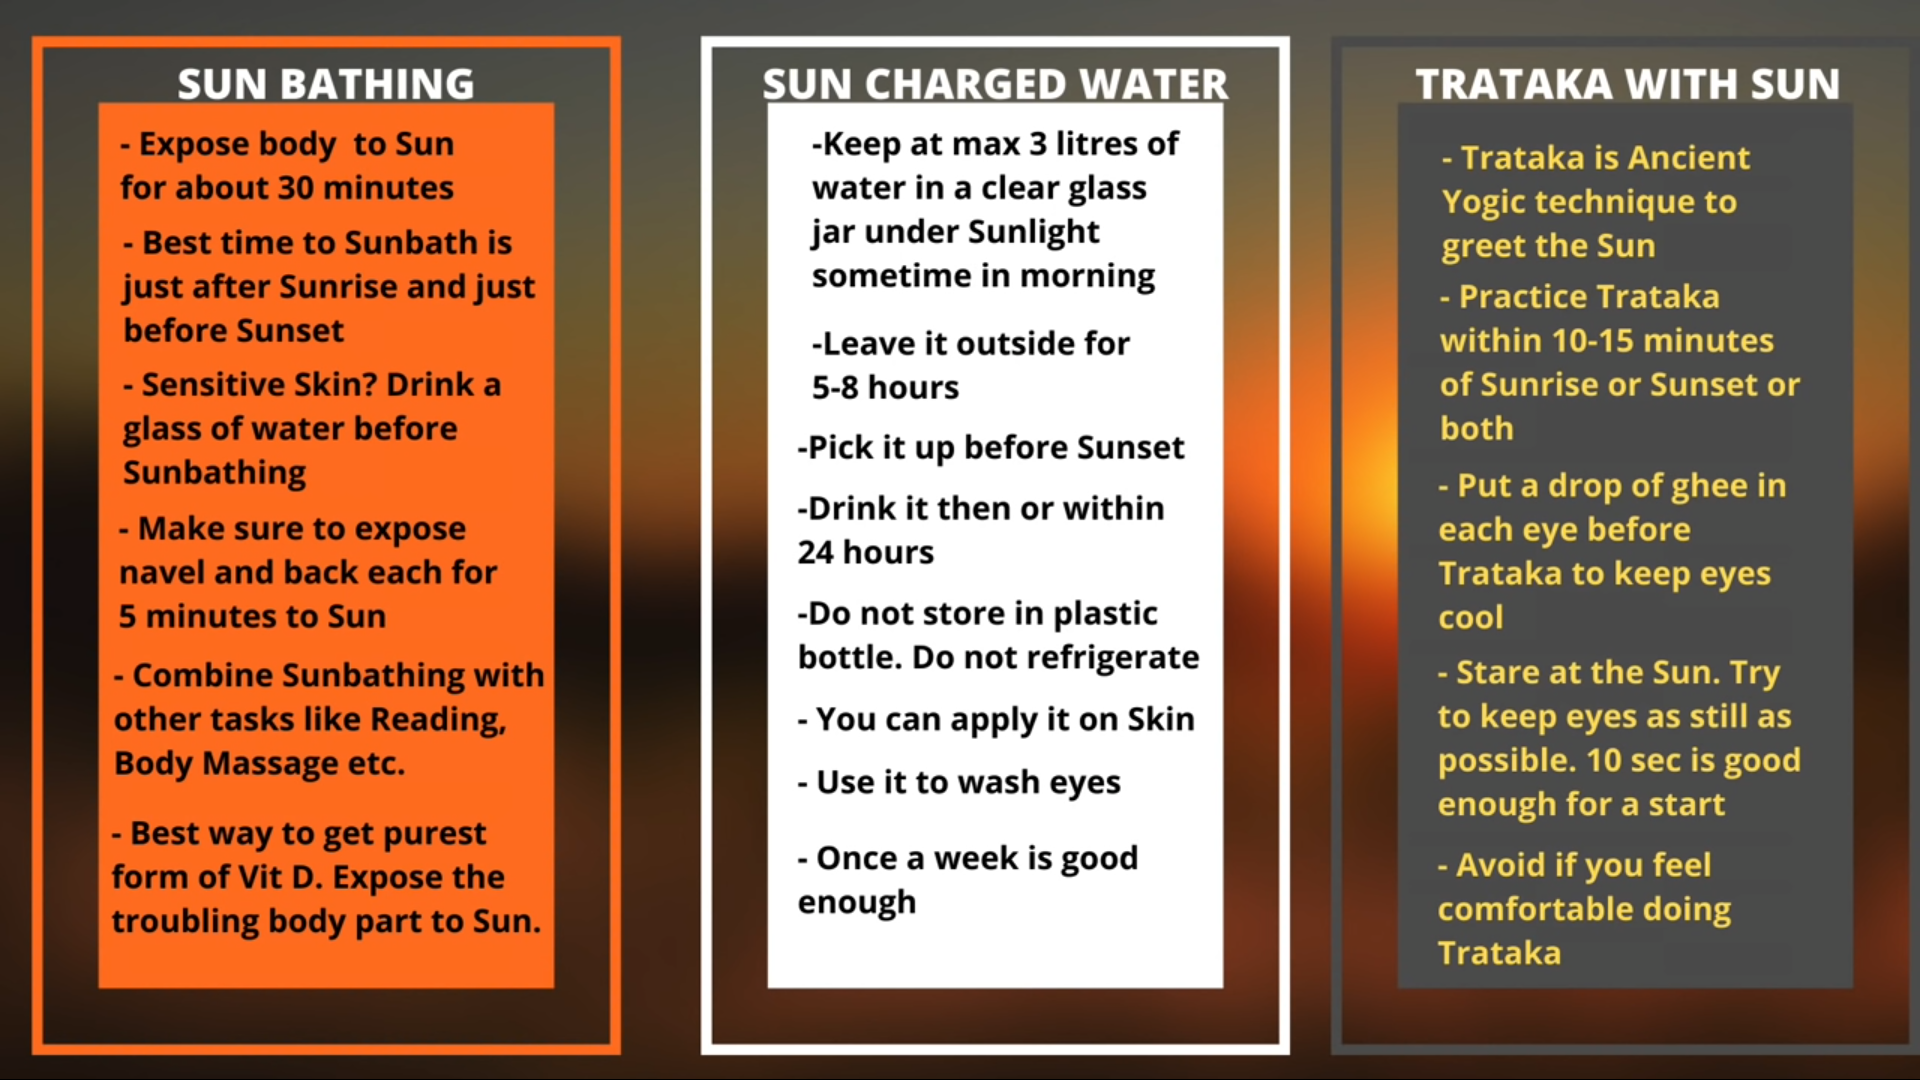 SUN BATHING
- Expose body  to Sun
for about 30 minutes
- Best time to Sunbath is
just after Sunrise and just
before Sunset
- Sensitive Skin? Drink a
glass of water before
Sunbathing
- Make sure to expose
navel and back each for
5 minutes to Sun
- Combine Sunbathing with
other tasks like Reading,
Body Massage etc.
- Best way to get purest
form of Vit D. Expose the
troubling body part to Sun.
SUN CHARGED WATER
-Keep at max 3 litres of
water in a clear glass
jar under Sunlight
sometime in morning
-Leave it outside for
5-8 hours
-Pick it up before Sunset
-Drink it then or within
24 hours
-Do not store in plastic
bottle. Do not refrigerate
- You can apply it on Skin
- Use it to wash eyes
- Once a week is good
enough
TRATAKA WITH SUN
- Trataka is Ancient
Yogic technique to
greet the Sun
- Practice Trataka
within 10-15 minutes
of Sunrise or Sunset or
both
- Put a drop of ghee in
each eye before
Trataka to keep eyes
cool
- Stare at the Sun. Try
to keep eyes as still as
possible. 10 sec is good
enough for a start
- Avoid if you feel
comfortable doing
Trataka